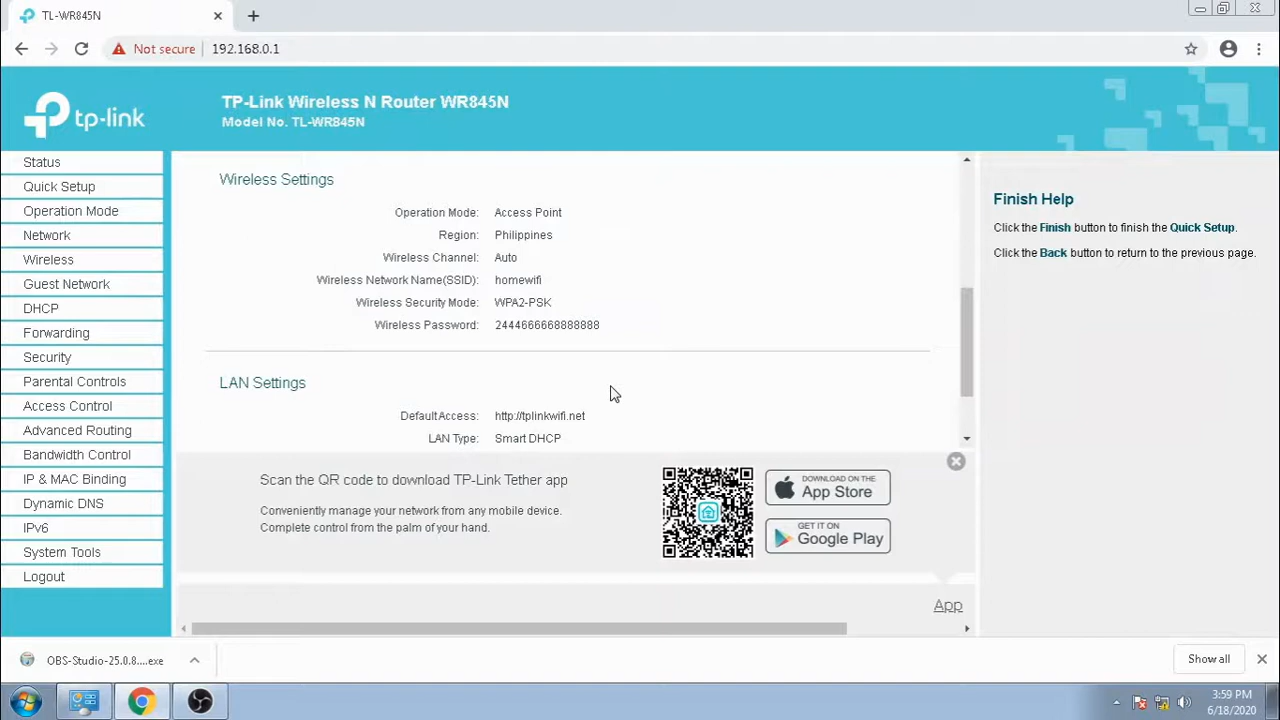 TL-WR845N
Not secure
192.168.0.1
tp-link
TP-Link Wireless N Router WR845N
Model No. TL-WR845N
Status
Quick Setup
Operation Mode
Network
Wireless
Guest Network
DHCP
Forwarding
Security
Parental Controls
Access Control
Advanced Routing
Bandwidth Control
IP & MAC Binding
Dynamic DNS
IPv6
System Tools
Logout
Wireless Settings
Operation Mode: Access Point
Region: Philippines
Wireless Channel: Auto
Wireless Network Name(SSID): homewifi
Wireless Security Mode: WPA2-PSK
Wireless Password: 2444666668888888
LAN Settings
Default Access: http://tplinkwifi.net
LAN Type: Smart DHCP
Scan the QR code to download TP-Link Tether app
Conveniently manage your network from any mobile device.
Complete control from the palm of your hand.
Download on the
App Store
GET IT ON
Google Play
App
Finish Help
Click the Finish button to finish the Quick Setup.
Click the Back button to return to the previous page.
OBS-Studio-25.0.8....exe
Show all
3:59 PM
6/18/2020